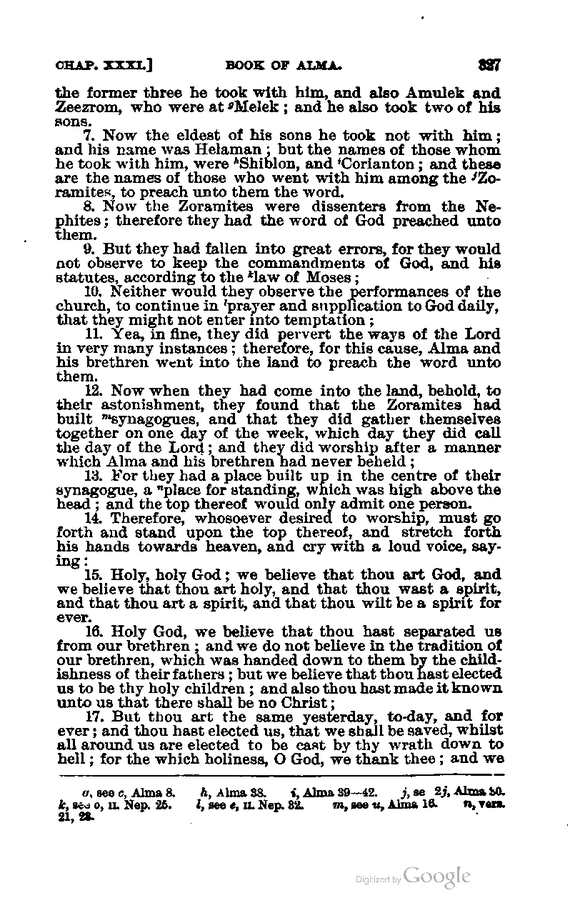 CHAP. XXXI.] BOOK OF ALMA. 327
the former three he took with him, and also Amulek and
Zeezrom, who were at ᵍMelek; and he also took two of his
sons.
7. Now the eldest of his sons he took not with him;
and his name was Helaman; but the names of those whom
he took with him, were ʰShiblon, and ⁱCorianton; and these
are the names of those who went with him among the ʲZo-
ramites, to preach unto them the word.
8. Now the Zoramites were dissenters from the Ne-
phites; therefore they had the word of God preached unto
them.
9. But they had fallen into great errors, for they would
not observe to keep the commandments of God, and his
statutes, according to the ᵏlaw of Moses;
10. Neither would they observe the performances of the
church, to continue in ˡprayer and supplication to God daily,
that they might not enter into temptation;
11. Yea, in fine, they did pervert the ways of the Lord
in very many instances; therefore, for this cause, Alma and
his brethren went into the land to preach the word unto
them.
12. Now when they had come into the land, behold, to
their astonishment, they found that the Zoramites had
built ᵐsynagogues, and that they did gather themselves
together on one day of the week, which day they did call
the day of the Lord; and they did worship after a manner
which Alma and his brethren had never beheld;
13. For they had a place built up in the centre of their
synagogue, a ⁿplace for standing, which was high above the
head; and the top thereof would only admit one person.
14. Therefore, whosoever desired to worship, must go
forth and stand upon the top thereof, and stretch forth
his hands towards heaven, and cry with a loud voice, say-
ing:
15. Holy, holy God; we believe that thou art God, and
we believe that thou art holy, and that thou wast a spirit,
and that thou art a spirit, and that thou wilt be a spirit for
ever.
16. Holy God, we believe that thou hast separated us
from our brethren; and we do not believe in the tradition of
our brethren, which was handed down to them by the child-
ishness of their fathers; but we believe that thou hast elected
us to be thy holy children; and also thou hast made it known
unto us that there shall be no Christ;
17. But thou art the same yesterday, to-day, and for
ever; and thou hast elected us, that we shall be saved, whilst
all around us are elected to be cast by thy wrath down to
hell; for the which holiness, O God, we thank thee; and we
g, see c, Alma 8. h, Alma 38. i, Alma 39—42. j, se 2j, Alma 30.
k, see o, II. Nep. 25. l, see e, II. Nep. 32. m, see u, Alma 16. n, vers.
21, 23.
Digitized by Google